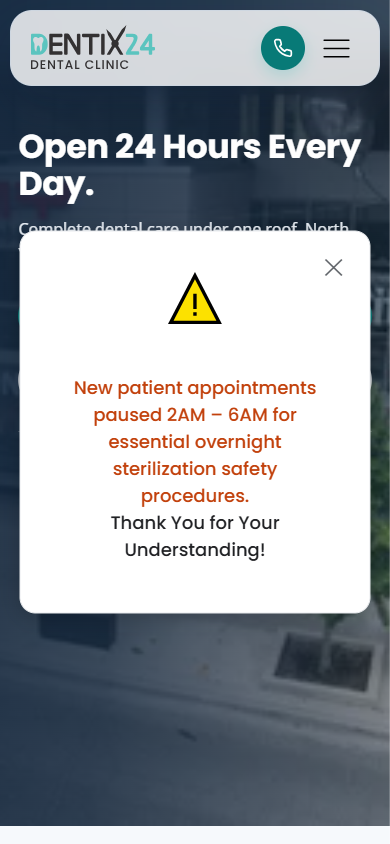 DENTIX24
DENTAL CLINIC
Open 24 Hours Every
Day.
Complete dental care under one roof. North
!
New patient appointments
paused 2AM – 6AM for
essential overnight
sterilization safety
procedures.
Thank You for Your
Understanding!